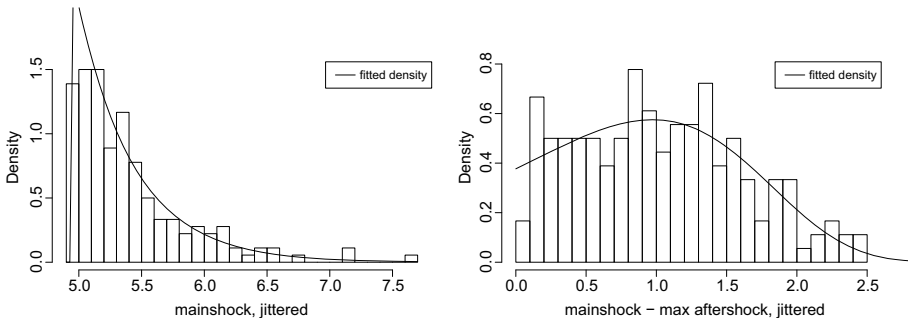 Density
0.0
0.5
1.0
1.5
5.0 5.5 6.0 6.5 7.0 7.5
mainshock, jittered
fitted density
Density
0.0
0.2
0.4
0.6
0.8
0.0 0.5 1.0 1.5 2.0 2.5
mainshock − max aftershock, jittered
fitted density